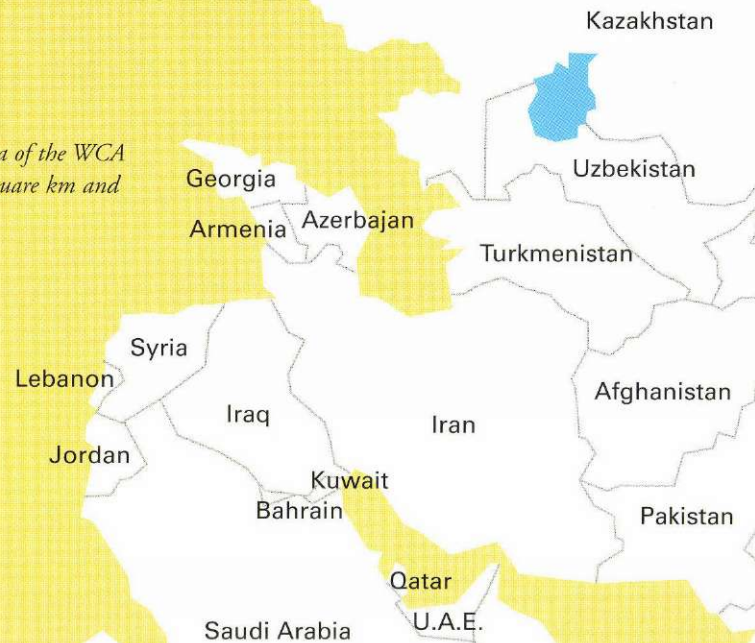 Kazakhstan
a of the WCA
uare km and
Georgia
Uzbekistan
Armenia
Azerbajan
Turkmenistan
Syria
Lebanon
Afghanistan
Iraq
Iran
Jordan
Kuwait
Bahrain
Pakistan
Qatar
U.A.E.
Saudi Arabia